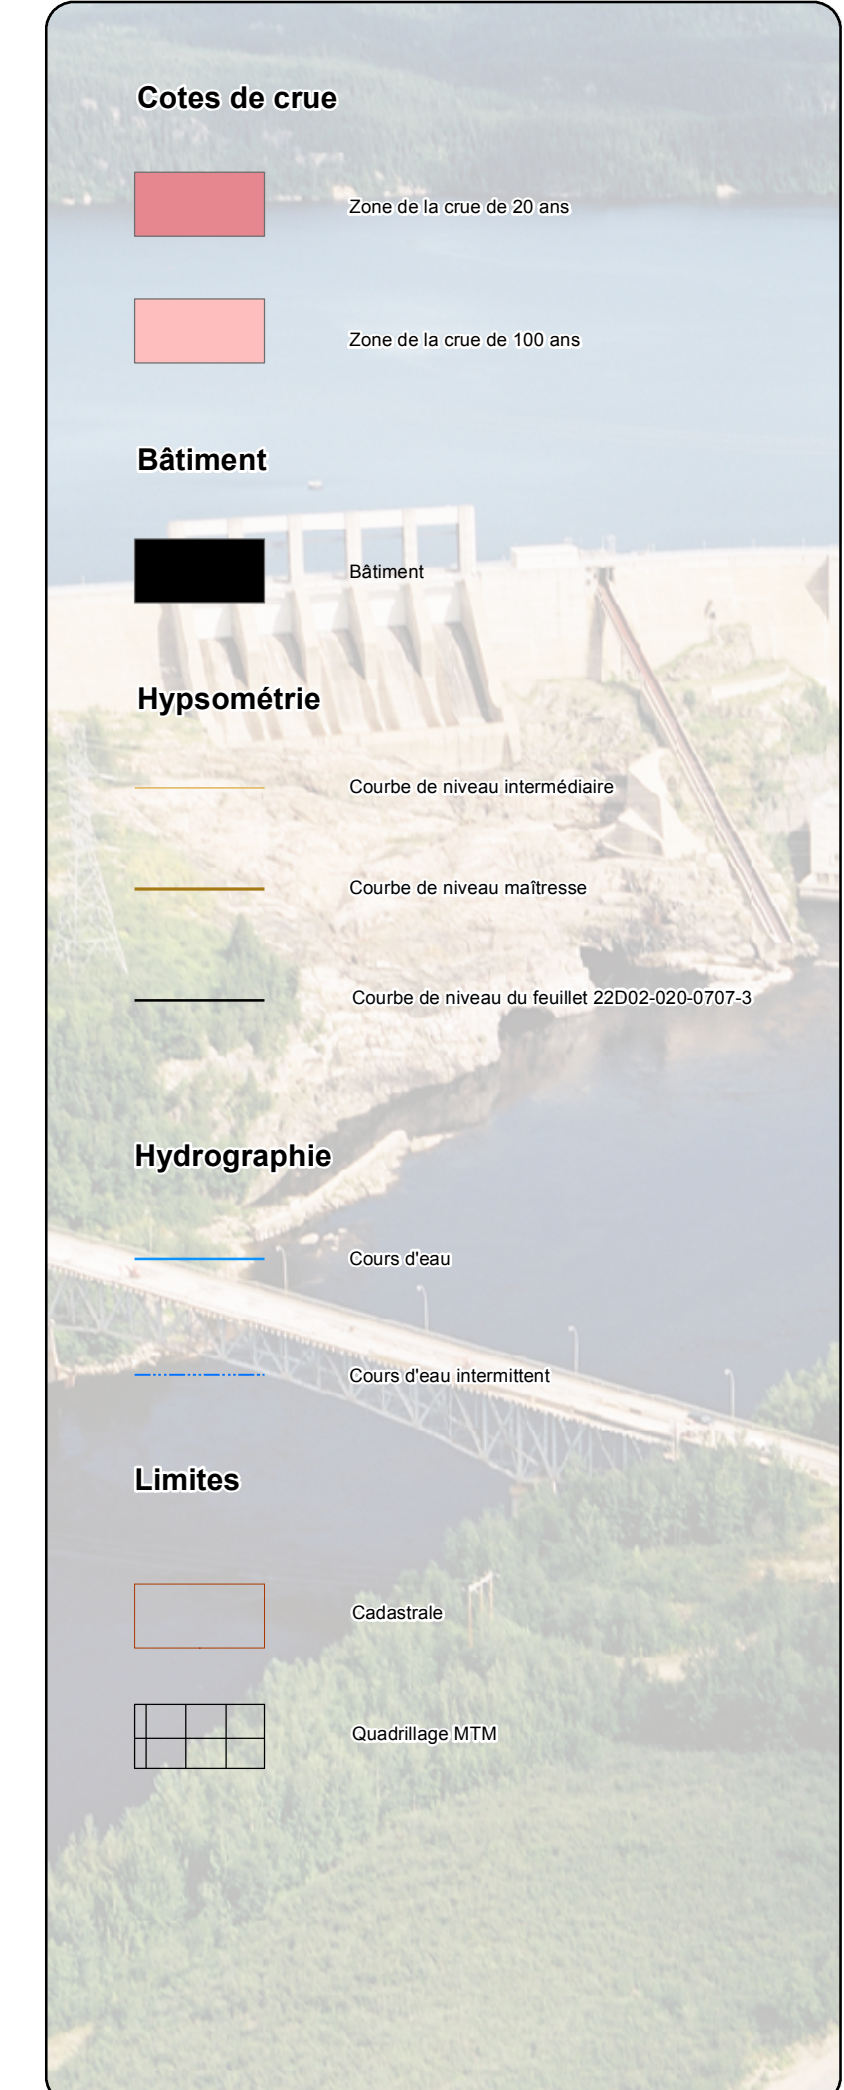 Cotes de crue
Zone de la crue de 20 ans
Zone de la crue de 100 ans
Bâtiment
Bâtiment
Hypsométrie
Courbe de niveau intermédiaire
Courbe de niveau maîtresse
Courbe de niveau du feuillet 22D02-020-0707-3
Hydrographie
Cours d'eau
Cours d'eau intermittent
Limites
Cadastrale
Quadrillage MTM